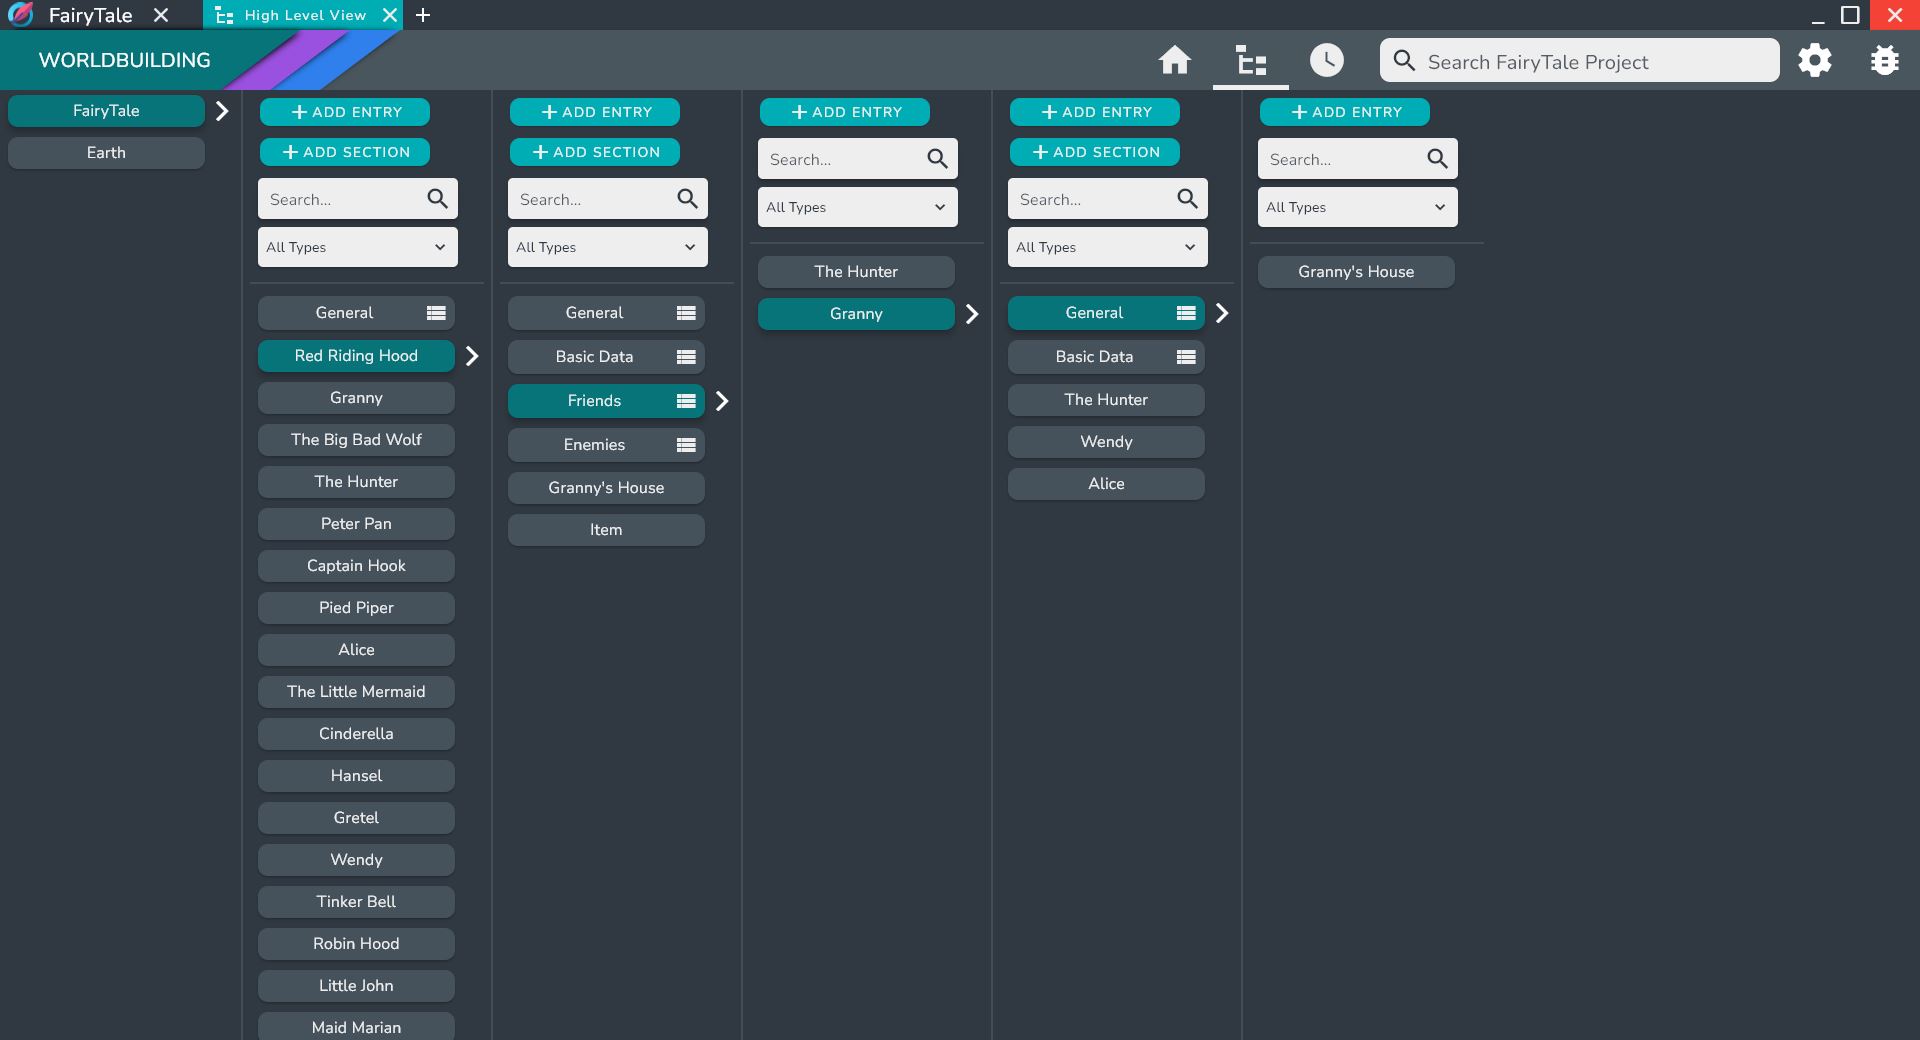 FairyTale
High Level View
WORLDBUILDING
Search FairyTale Project
FairyTale
Earth
ADD ENTRY
ADD SECTION
Search...
All Types
General
Red Riding Hood
Granny
The Big Bad Wolf
The Hunter
Peter Pan
Captain Hook
Pied Piper
Alice
The Little Mermaid
Cinderella
Hansel
Gretel
Wendy
Tinker Bell
Robin Hood
Little John
Maid Marian
ADD ENTRY
ADD SECTION
Search...
All Types
General
Basic Data
Friends
Enemies
Granny's House
Item
ADD ENTRY
Search...
All Types
The Hunter
Granny
ADD ENTRY
ADD SECTION
Search...
All Types
General
Basic Data
The Hunter
Wendy
Alice
ADD ENTRY
Search...
All Types
Granny's House